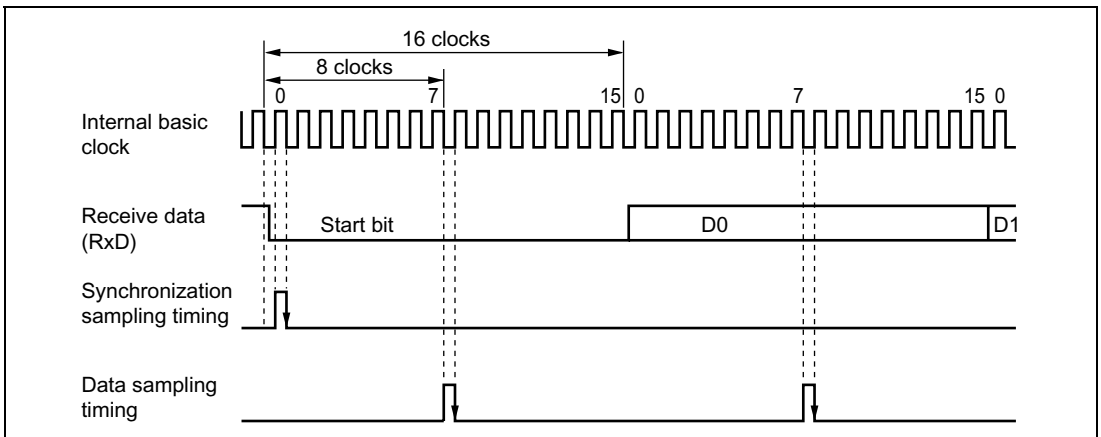 16 clocks
8 clocks
0 7 15 0 7 15 0
Internal basic
clock
Receive data
(RxD)
Start bit D0 D1
Synchronization
sampling timing
Data sampling
timing